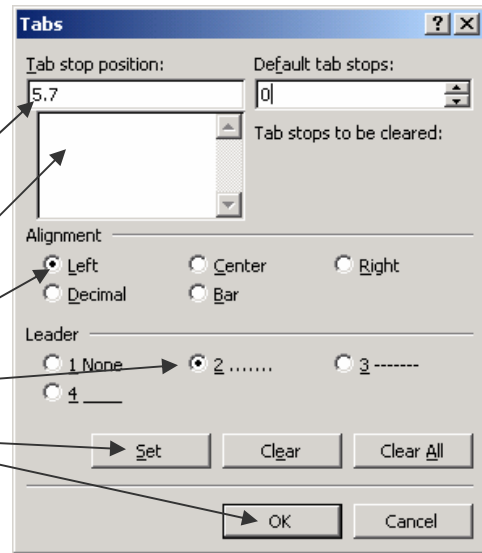 Tabs
Tab stop position: Default tab stops:
5.7 0
Tab stops to be cleared:
Alignment
Left Center Right
Decimal Bar
Leader
1 None 2 ....... 3 -------
4 ____
Set Clear Clear All
OK Cancel